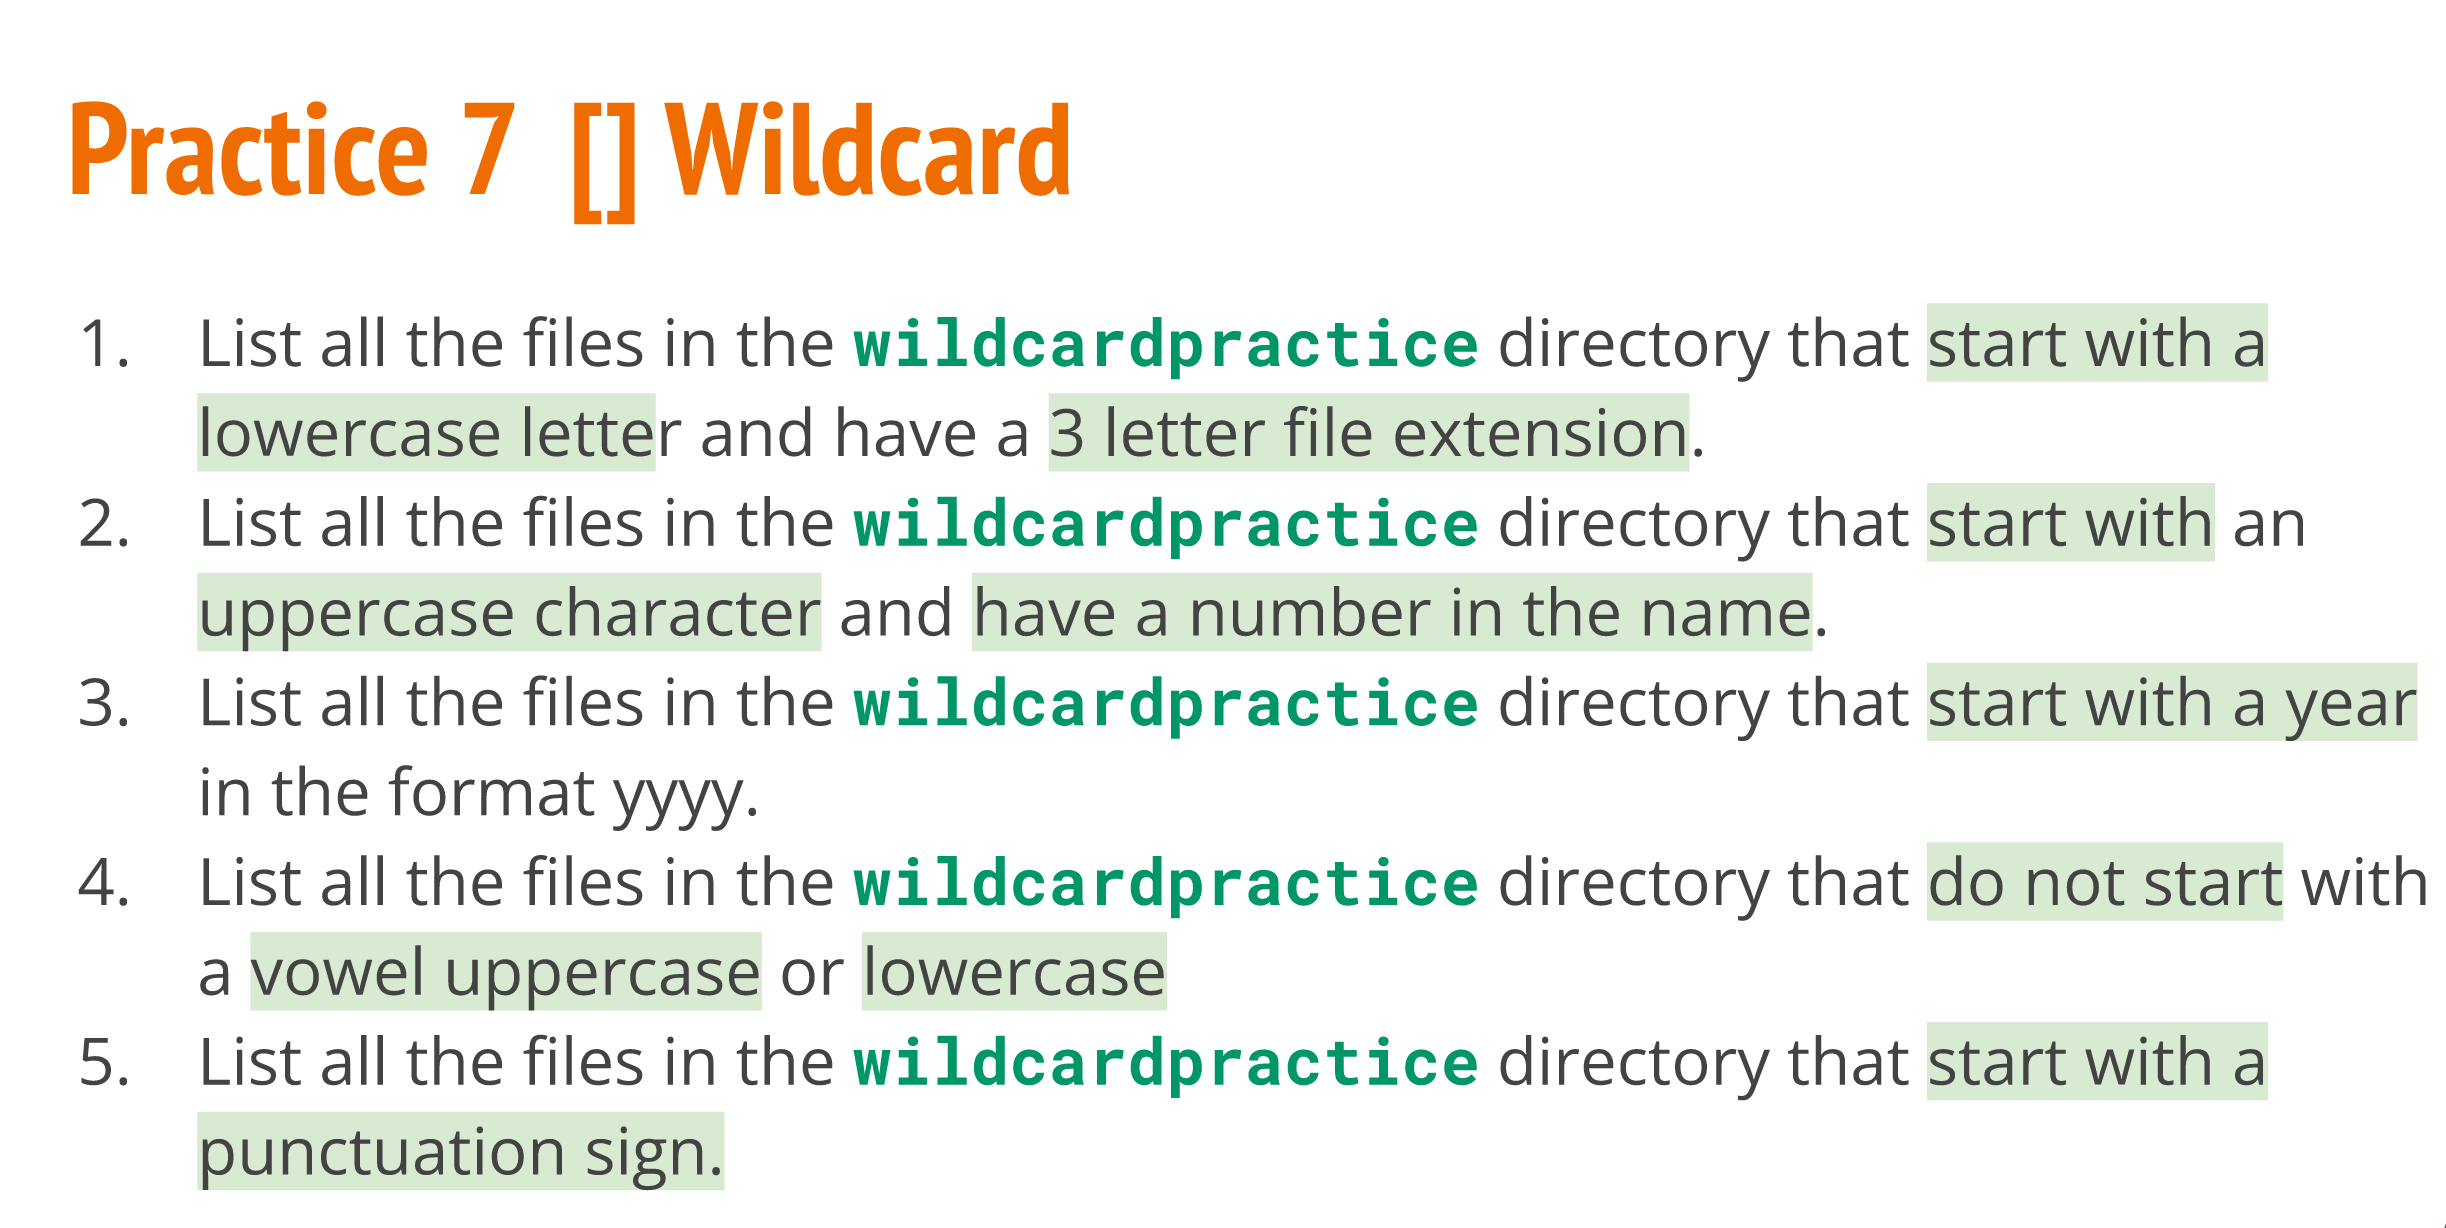 Practice 7 [] Wildcard
1. List all the files in the wildcardpractice directory that start with a
lowercase letter and have a 3 letter file extension.
2. List all the files in the wildcardpractice directory that start with an
uppercase character and have a number in the name.
3. List all the files in the wildcardpractice directory that start with a year
in the format yyyy.
4. List all the files in the wildcardpractice directory that do not start with
a vowel uppercase or lowercase
5. List all the files in the wildcardpractice directory that start with a
punctuation sign.